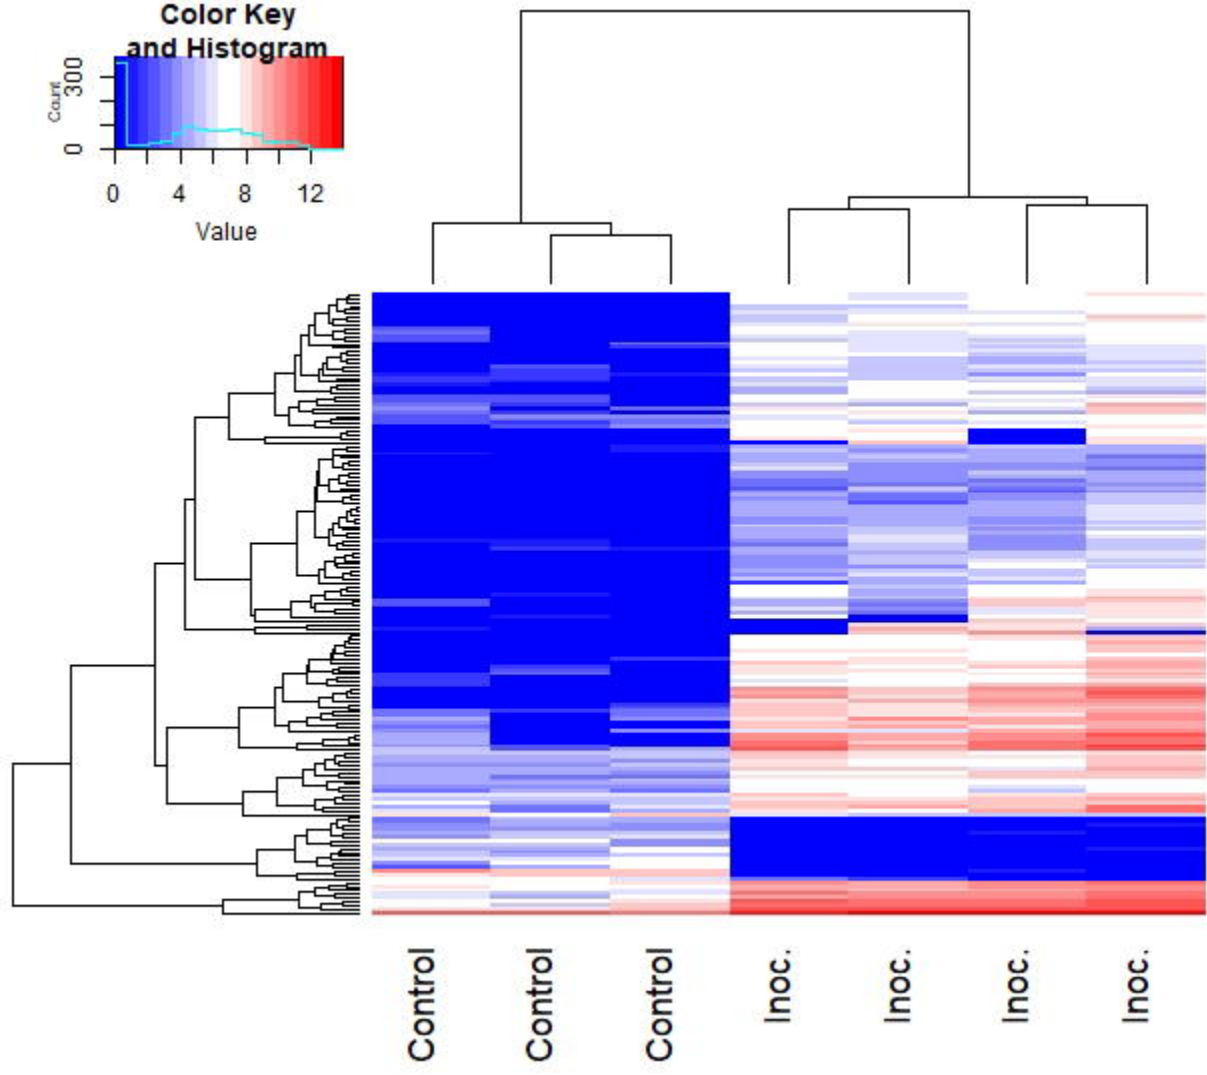 Color Key
and Histogram
Count
0 300
0 4 8 12
Value
Control Control Control Inoc. Inoc. Inoc. Inoc.